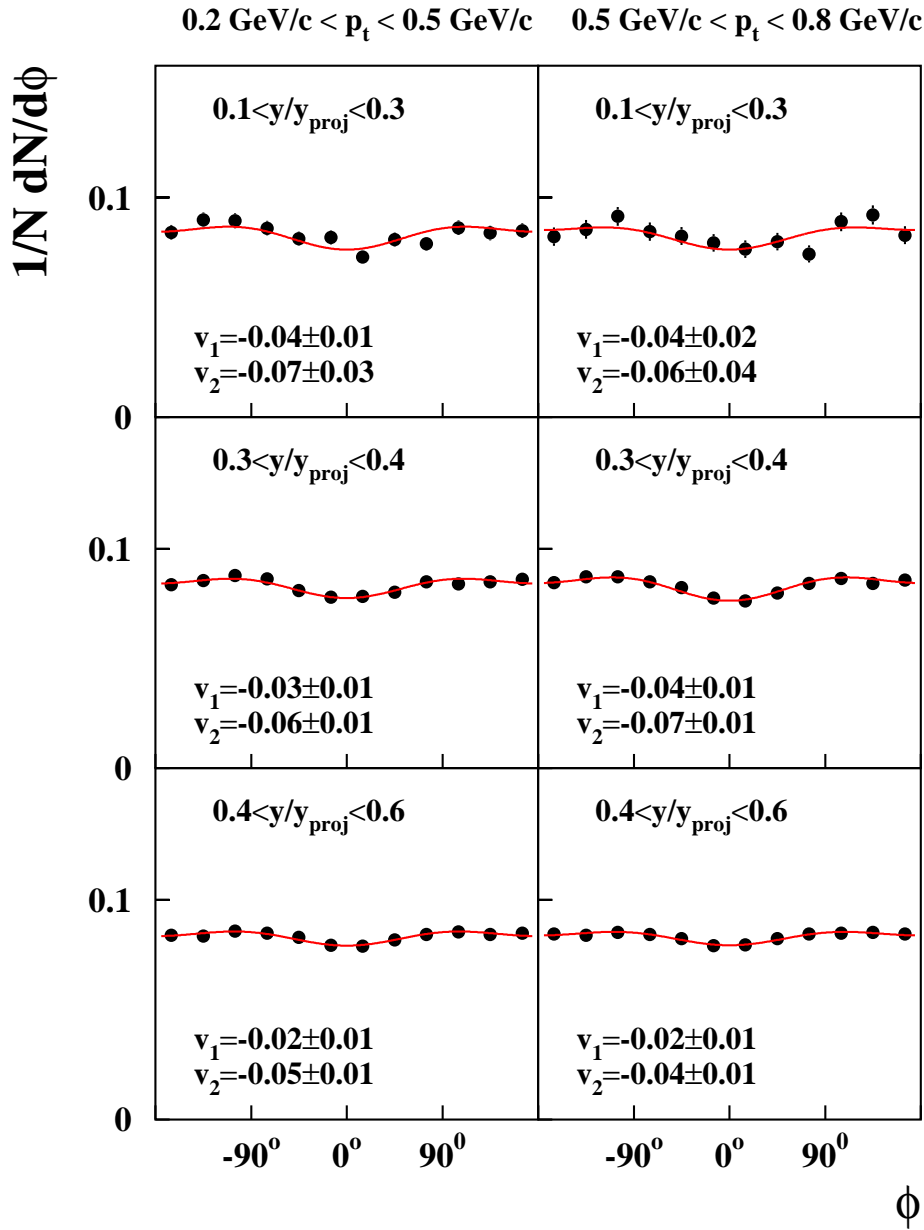 0.2 GeV/c < pt < 0.5 GeV/c 0.5 GeV/c < pt < 0.8 GeV/c
1/N dN/dϕ
0.1<y/yproj<0.3 0.1<y/yproj<0.3
0.1
v1=-0.04±0.01 v1=-0.04±0.02
v2=-0.07±0.03 v2=-0.06±0.04
0
0.3<y/yproj<0.4 0.3<y/yproj<0.4
0.1
v1=-0.03±0.01 v1=-0.04±0.01
v2=-0.06±0.01 v2=-0.07±0.01
0
0.4<y/yproj<0.6 0.4<y/yproj<0.6
0.1
v1=-0.02±0.01 v1=-0.02±0.01
v2=-0.05±0.01 v2=-0.04±0.01
0
-90o 0o 900 -90o 0o 900
ϕ